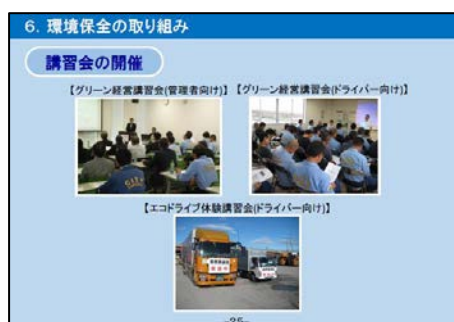 6. 環境保全の取り組み
講習会の開催
【グリーン経営講習会(管理者向け)】 【グリーン経営講習会(ドライバー向け)】
【エコドライブ体験講習会(ドライバー向け)】
-25-